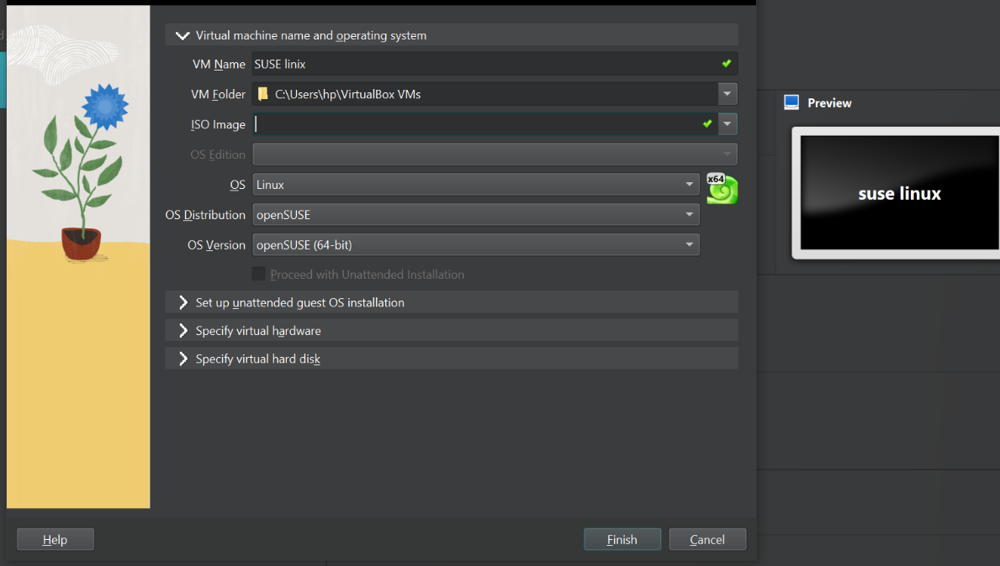 Virtual machine name and operating system
VM Name SUSE linix
VM Folder C:\Users\hp\VirtualBox VMs
ISO Image
OS Edition
OS Linux
x64
OS Distribution openSUSE
OS Version openSUSE (64-bit)
Proceed with Unattended Installation
Set up unattended guest OS installation
Specify virtual hardware
Specify virtual hard disk
Help
Finish
Cancel
Preview
suse linux